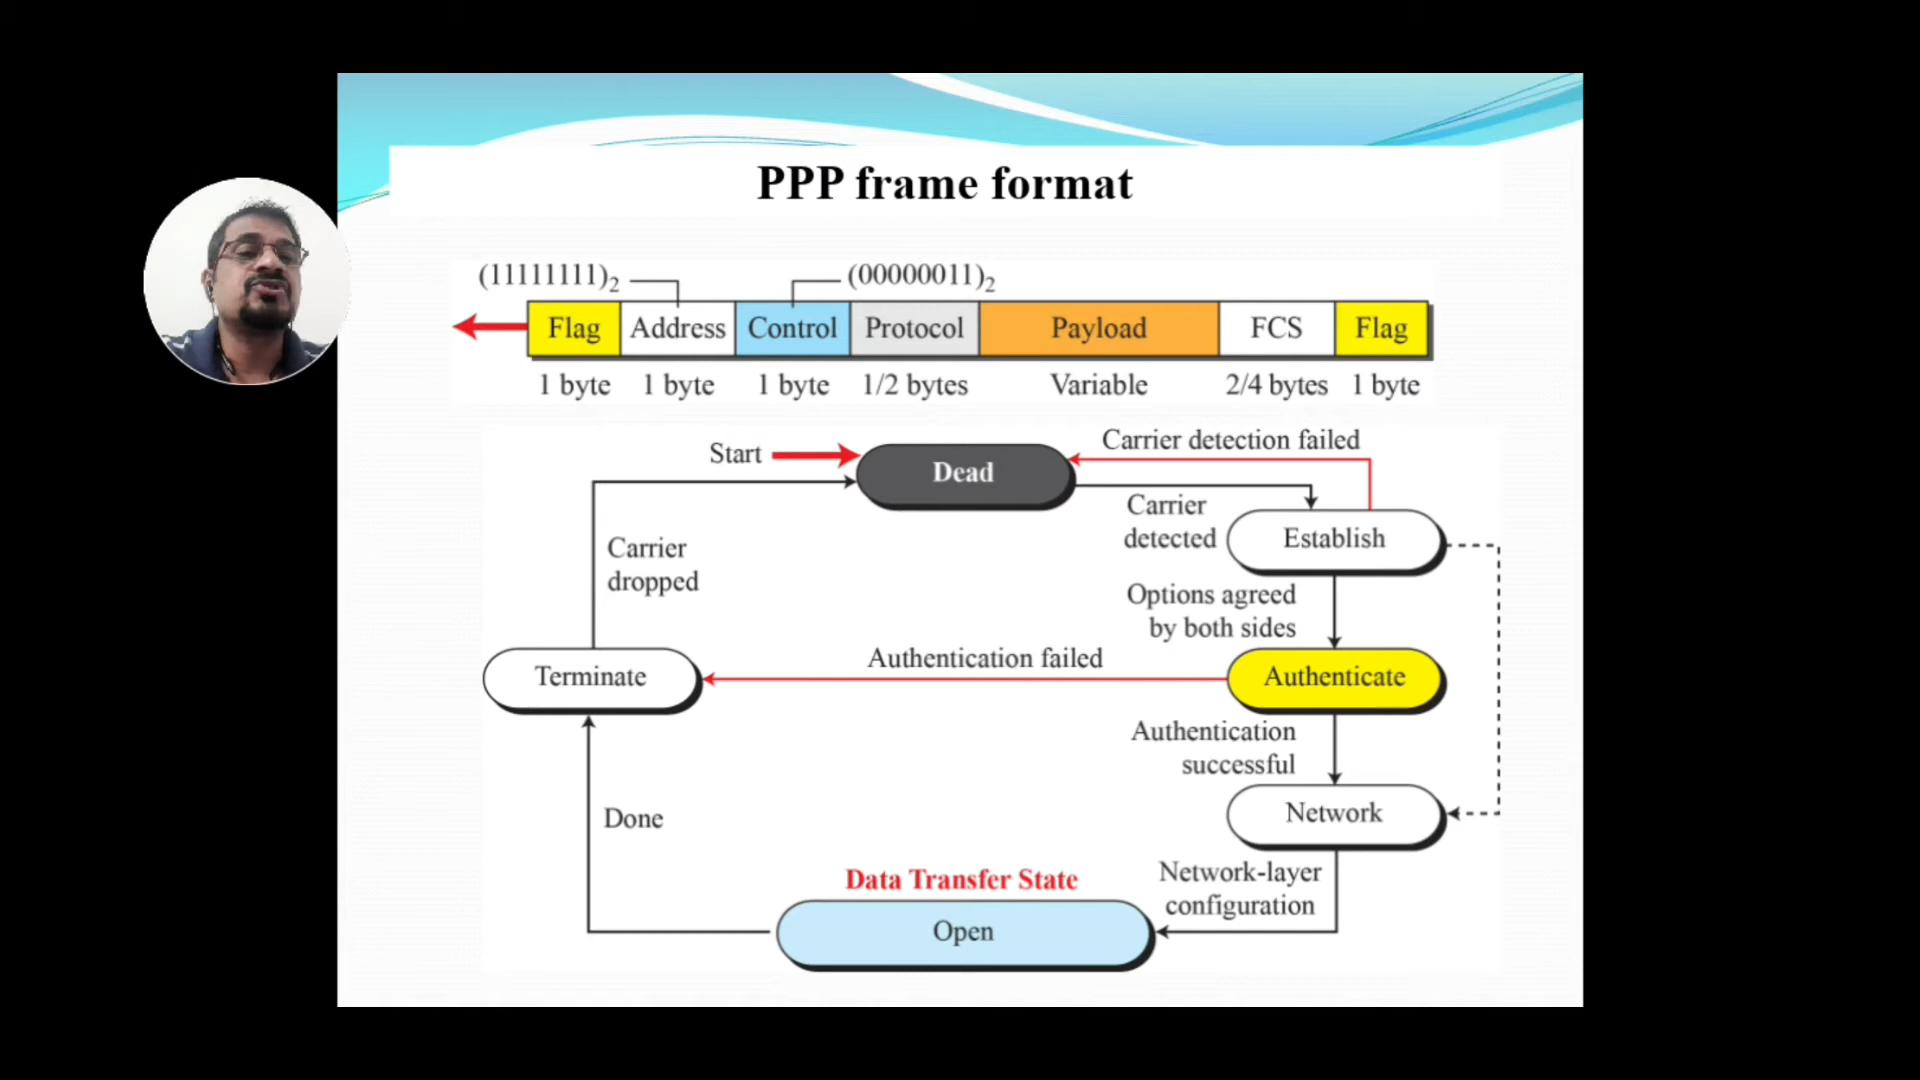 PPP frame format
(11111111)2
(00000011)2
Flag Address Control Protocol Payload FCS Flag
1 byte 1 byte 1 byte 1/2 bytes Variable 2/4 bytes 1 byte
Start
Dead
Carrier detection failed
Carrier
detected
Establish
Carrier
dropped
Options agreed
by both sides
Terminate
Authentication failed
Authenticate
Authentication
successful
Done
Network
Data Transfer State
Open
Network-layer
configuration